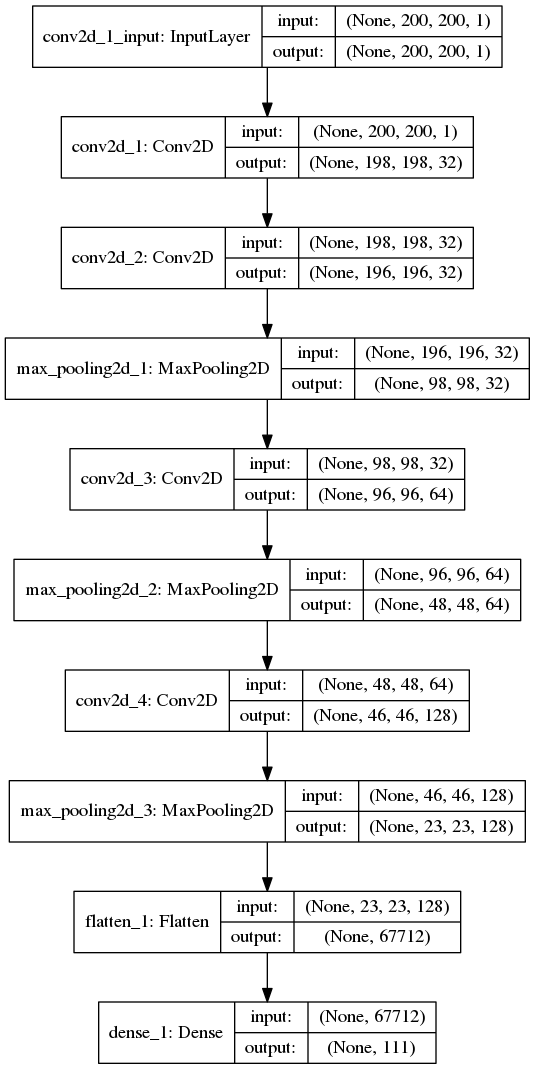 conv2d_1_input: InputLayer
input: (None, 200, 200, 1)
output: (None, 200, 200, 1)
conv2d_1: Conv2D
input: (None, 200, 200, 1)
output: (None, 198, 198, 32)
conv2d_2: Conv2D
input: (None, 198, 198, 32)
output: (None, 196, 196, 32)
max_pooling2d_1: MaxPooling2D
input: (None, 196, 196, 32)
output: (None, 98, 98, 32)
conv2d_3: Conv2D
input: (None, 98, 98, 32)
output: (None, 96, 96, 64)
max_pooling2d_2: MaxPooling2D
input: (None, 96, 96, 64)
output: (None, 48, 48, 64)
conv2d_4: Conv2D
input: (None, 48, 48, 64)
output: (None, 46, 46, 128)
max_pooling2d_3: MaxPooling2D
input: (None, 46, 46, 128)
output: (None, 23, 23, 128)
flatten_1: Flatten
input: (None, 23, 23, 128)
output: (None, 67712)
dense_1: Dense
input: (None, 67712)
output: (None, 111)